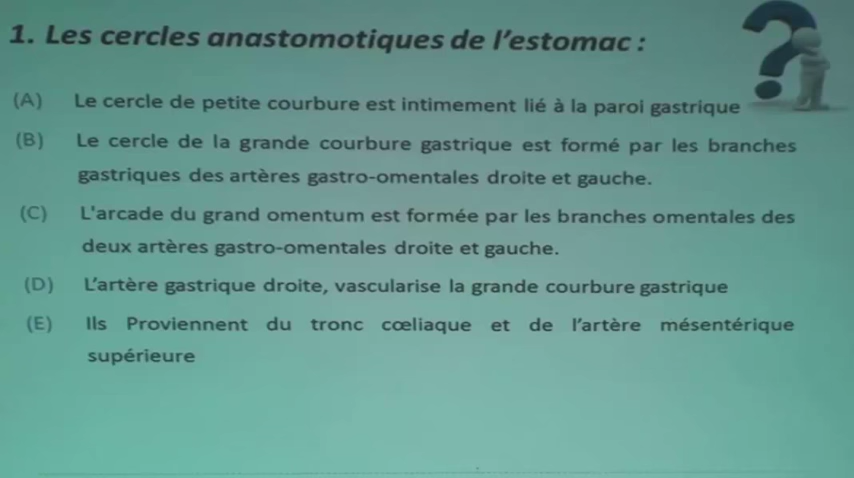 1. Les cercles anastomotiques de l'estomac :
(A) Le cercle de petite courbure est intimement lié à la paroi gastrique
(B) Le cercle de la grande courbure gastrique est formé par les branches
gastriques des artères gastro-omentales droite et gauche.
(C) L'arcade du grand omentum est formée par les branches omentales des
deux artères gastro-omentales droite et gauche.
(D) L'artère gastrique droite, vascularise la grande courbure gastrique
(E) Ils Proviennent du tronc cœliaque et de l'artère mésentérique
supérieure